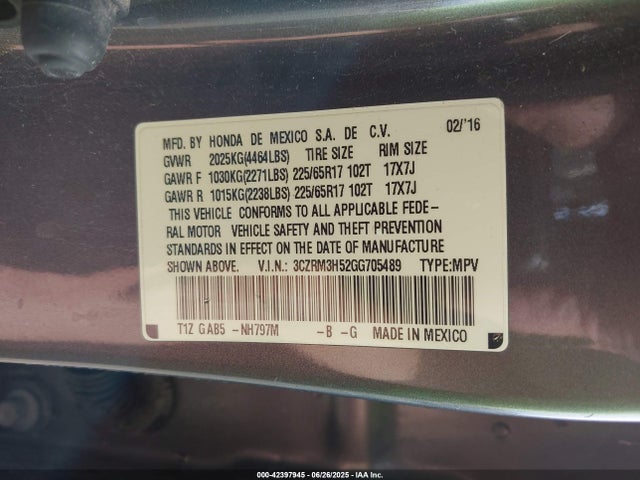 MFD. BY HONDA DE MEXICO S.A. DE C.V. 02/'16
GVWR 2025KG(4464LBS) TIRE SIZE RIM SIZE
GAWR F 1030KG(2271LBS) 225/65R17 102T 17X7J
GAWR R 1015KG(2238LBS) 225/65R17 102T 17X7J
THIS VEHICLE CONFORMS TO ALL APPLICABLE FEDE-
RAL MOTOR VEHICLE SAFETY AND THEFT PREVENTION
STANDARDS IN EFFECT ON THE DATE OF MANUFACTURE
SHOWN ABOVE. V.I.N.: 3CZRM3H52GG705489 TYPE:MPV
T1Z GAB5 -NH797M -B -G MADE IN MEXICO
000-42397945 - 06/26/2025 - © IAA Inc.